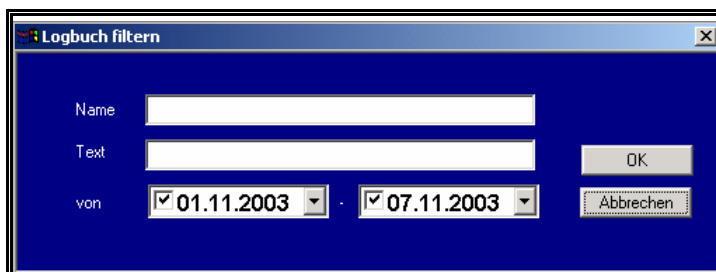 Logbuch filtern
Name
Text
OK
von 01.11.2003 - 07.11.2003 Abbrechen